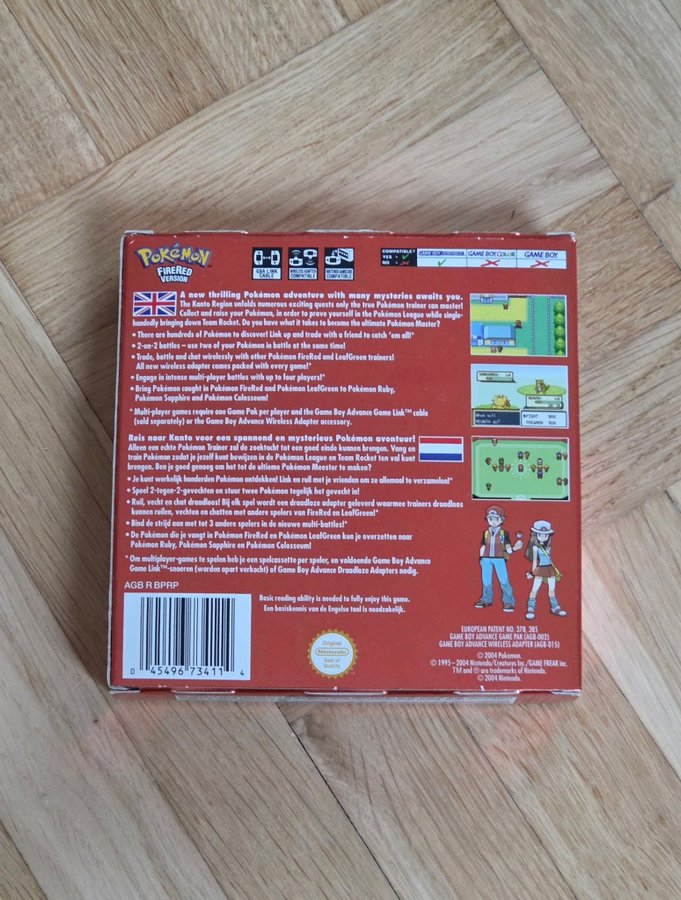 POKéMON
FIRERED
VERSION
GBA LINK
CABLE
WIRELESS ADAPTER
COMPATIBLE
NINTENDO GAMECUBE
COMPATIBLE
COMPATIBLE?
YES =
NO =
GAME BOY ADVANCE
GAME BOY COLOR
GAME BOY
A new thrilling Pokémon adventure with many mysteries awaits you.
The Kanto Region unfolds numerous exciting quests only the true Pokémon trainer can master!
Collect and raise your Pokémon, in order to prove yourself in the Pokémon League while single-
handedly bringing down Team Rocket. Do you have what it takes to become the ultimate Pokémon Master?
• There are hundreds of Pokémon to discover! Link up and trade with a friend to catch 'em all!*
• 2-on-2 battles – use two of your Pokémon in battle at the same time!
• Trade, battle and chat wirelessly with other Pokémon FireRed and LeafGreen trainers!
All new wireless adapter comes packed with every game!*
• Engage in intense multi-player battles with up to four players!*
• Bring Pokémon caught in Pokémon FireRed and Pokémon LeafGreen to Pokémon Ruby,
Pokémon Sapphire and Pokémon Colosseum!
*Multi-player games require one Game Pak per player and the Game Boy Advance Game Link™ cable
(sold separately) or the Game Boy Advance Wireless Adapter accessory.
Reis naar Kanto voor een spannend en mysterious Pokémon avontuur!
Alleen een echte Pokémon Trainer zal de zoektocht tot een goed einde kunnen brengen. Vang en
train Pokémon zodat je jezelf kunt bewijzen in de Pokémon League en Team Rocket ten val kunt
brengen. Ben je goed genoeg om het tot de ultieme Pokémon Meester te maken?
• Je kunt werkelijk honderden Pokémon ontdekken! Link en ruil met je vrienden om ze allemaal te verzamelen!*
• Speel 2-tegen-2-gevechten en stuur twee Pokémon tegelijk het gevecht in!
• Ruil, vecht en chat draadloos! Bij elk spel wordt een draadloze adapter geleverd waarmee trainers draadloos
kunnen ruilen, vechten en chatten met andere spelers van FireRed en LeafGreen!*
• Bind de strijd aan met tot 3 andere spelers in de nieuwe multi-battles!*
• De Pokémon die je vangt in Pokémon FireRed en Pokémon LeafGreen kun je overzetten naar
Pokémon Ruby, Pokémon Sapphire en Pokémon Colosseum!
* Om multiplayer-games te spelen heb je een spelcassette per speler, en voldoende Game Boy Advance
Game Link™-snoeren (worden apart verkocht) of Game Boy Advance Draadloze Adapters nodig.
What will
MEOWTH do?
FIGHT BAG
POKéMON RUN
AGB R BPRP
Basic reading ability is needed to fully enjoy this game.
Een basiskennis van de Engelse taal is noodzakelijk.
0 45496 73411 4
Original
Nintendo
Seal of
Quality
EUROPEAN PATENT NO. 378, 385
GAME BOY ADVANCE GAME PAK (AGB-002)
GAME BOY ADVANCE WIRELESS ADAPTER (AGB-015)
© 2004 Pokémon.
© 1995 – 2004 Nintendo/Creatures Inc./GAME FREAK inc.
TM and ® are trademarks of Nintendo.
© 2004 Nintendo.